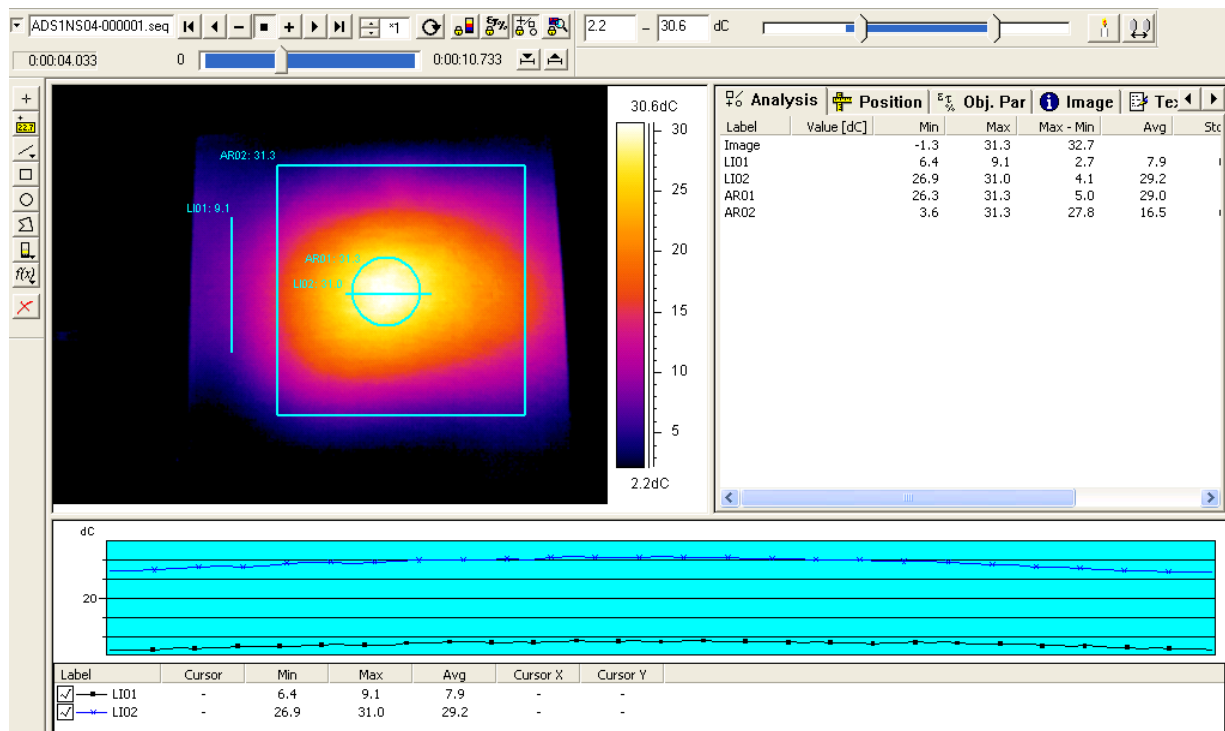 ADS1NS04-000001.seq *1 ετ% 2.2 - 30.6 dC
0:00:04.033 0 0:00:10.733
22.7
f(x)
30.6dC
30
25
20
15
10
5
2.2dC
AR02: 31.3
LI01: 9.1
AR01: 31.3
LI02: 31.0
Analysis Position ετ% Obj. Par Image Te:
Label Value [dC] Min Max Max - Min Avg Stc
Image -1.3 31.3 32.7
LI01 6.4 9.1 2.7 7.9
LI02 26.9 31.0 4.1 29.2
AR01 26.3 31.3 5.0 29.0
AR02 3.6 31.3 27.8 16.5
dC
20
Label Cursor Min Max Avg Cursor X Cursor Y
LI01 - 6.4 9.1 7.9 - -
LI02 - 26.9 31.0 29.2 - -